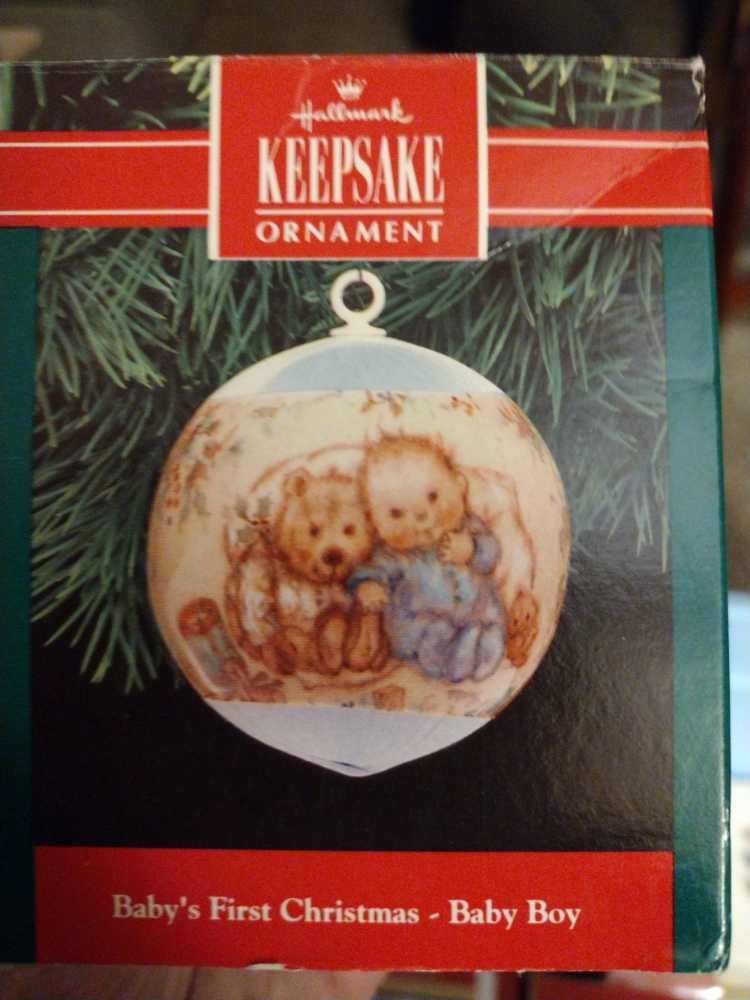 Hallmark
KEEPSAKE
ORNAMENT
Baby's First Christmas - Baby Boy